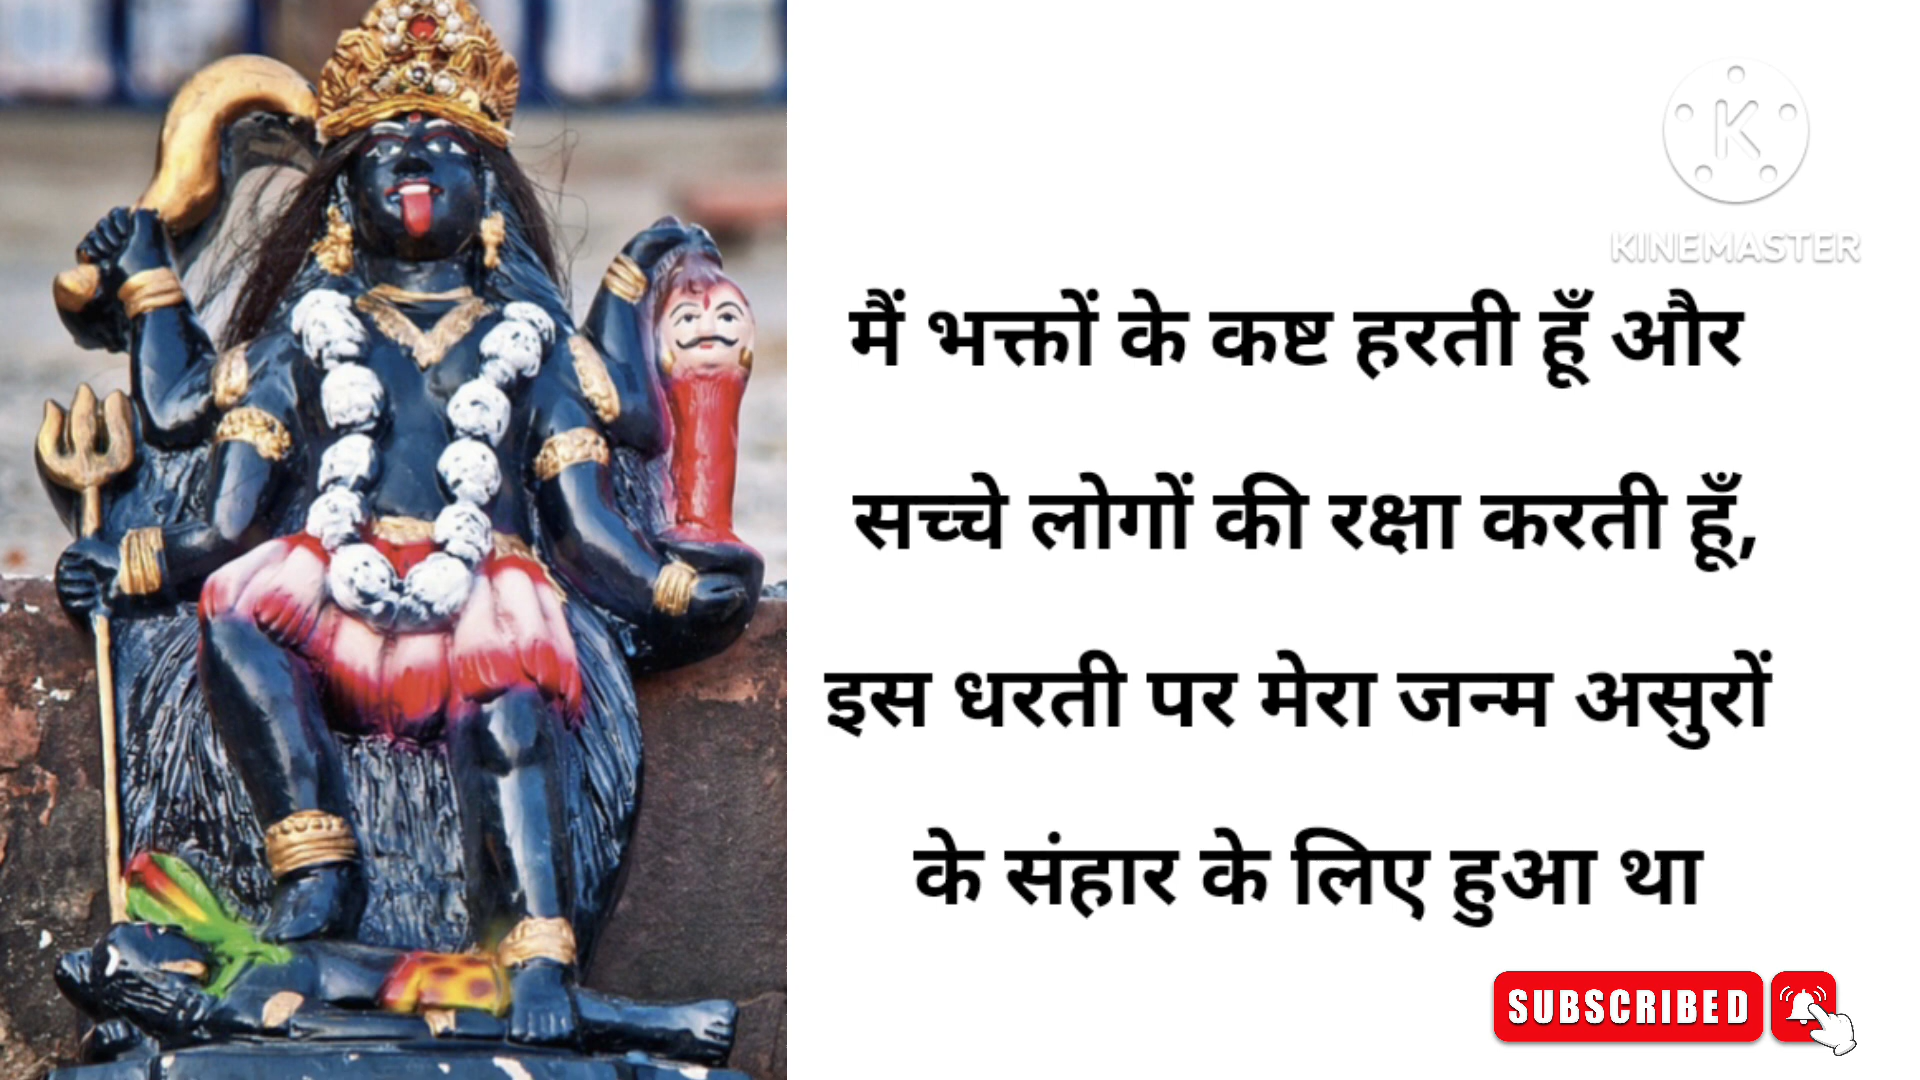 K
KINEMASTER
मैं भक्तों के कष्ट हरती हूँ और
सच्चे लोगों की रक्षा करती हूँ,
इस धरती पर मेरा जन्म असुरों
के संहार के लिए हुआ था
SUBSCRIBED